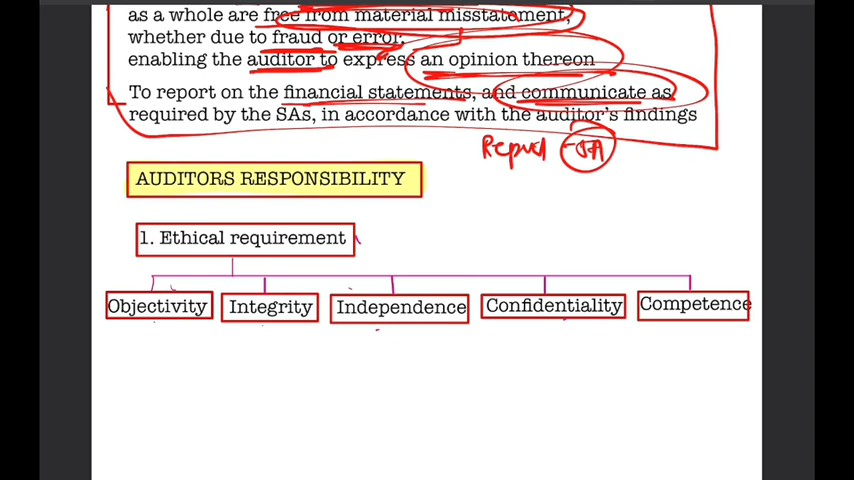 as a whole are free from material misstatement,
whether due to fraud or error,
enabling the auditor to express an opinion thereon
To report on the financial statements, and communicate as
required by the SAs, in accordance with the auditor's findings
SA
AUDITORS RESPONSIBILITY
1. Ethical requirement
Objectivity Integrity Independence Confidentiality Competence